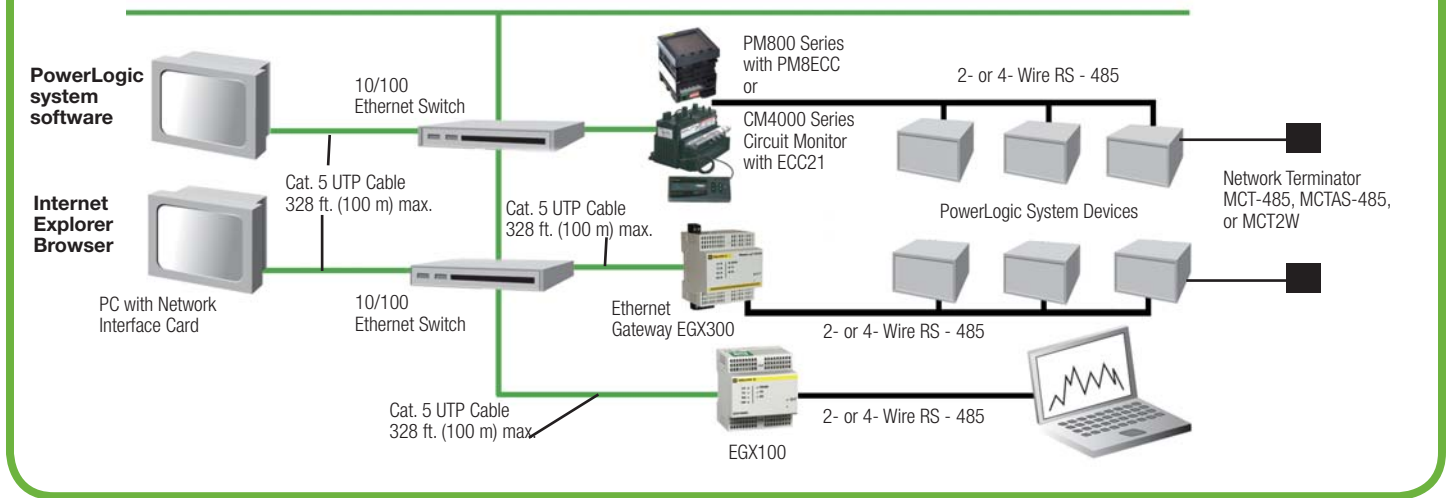 PowerLogic
system
software
10/100
Ethernet Switch
PM800 Series
with PM8ECC
or
CM4000 Series
Circuit Monitor
with ECC21
2- or 4- Wire RS - 485
Cat. 5 UTP Cable
328 ft. (100 m) max.
Network Terminator
MCT-485, MCTAS-485,
or MCT2W
PowerLogic System Devices
Internet
Explorer
Browser
Cat. 5 UTP Cable
328 ft. (100 m) max.
PC with Network
Interface Card
10/100
Ethernet Switch
Ethernet
Gateway EGX300
2- or 4- Wire RS - 485
Cat. 5 UTP Cable
328 ft. (100 m) max.
2- or 4- Wire RS - 485
EGX100